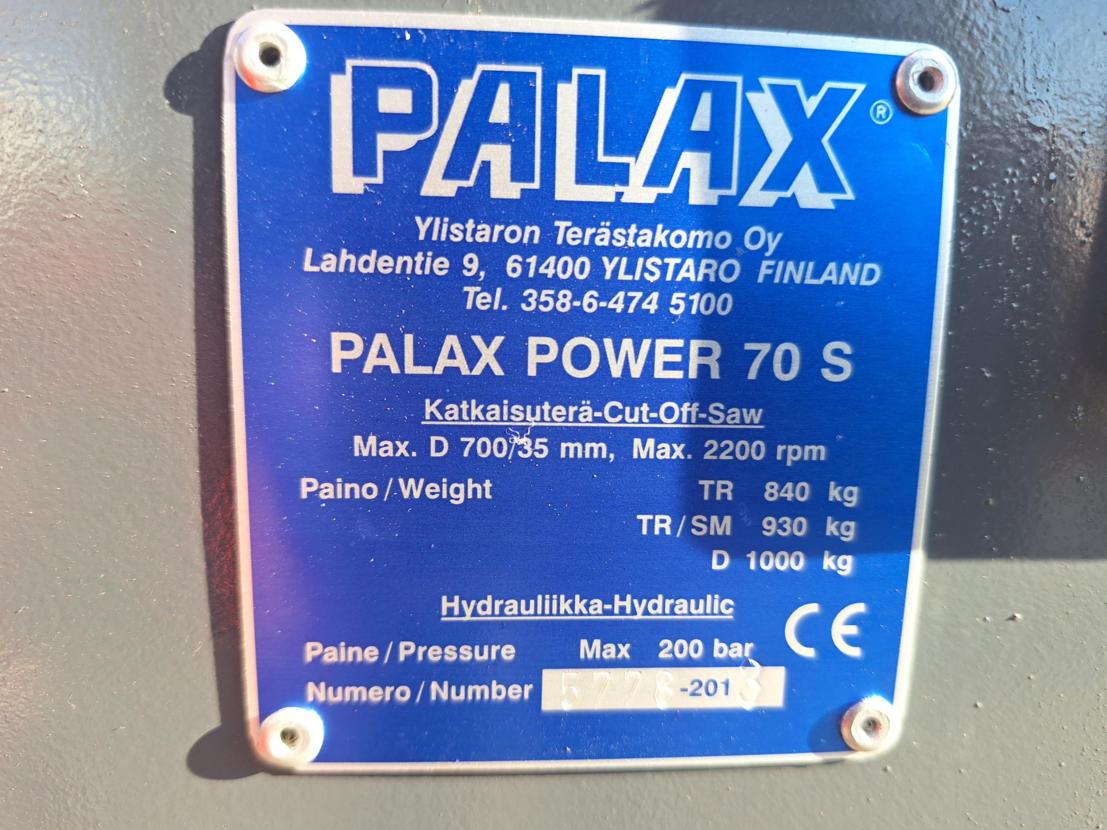 PALAX®
Ylistaron Terästakomo Oy
Lahdentie 9, 61400 YLISTARO FINLAND
Tel. 358-6-474 5100
PALAX POWER 70 S
Katkaisuterä-Cut-Off-Saw
Max. D 700/35 mm, Max. 2200 rpm
Paino/Weight TR 840 kg
TR/SM 930 kg
D 1000 kg
Hydrauliikka-Hydraulic
CE
Paine/Pressure Max 200 bar
Numero/Number 5778-2013